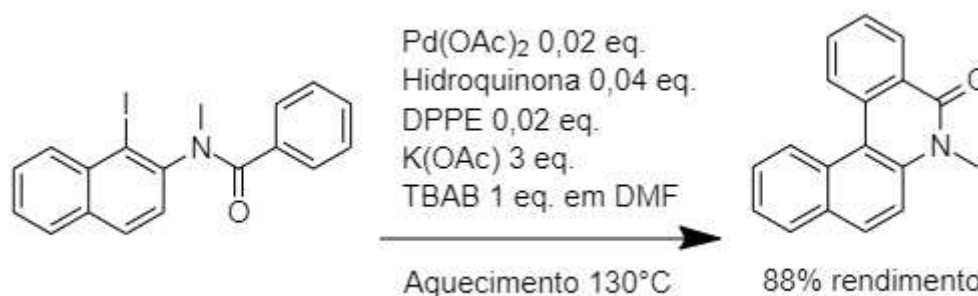 Pd(OAc)₂ 0,02 eq.
Hidroquinona 0,04 eq.
DPPE 0,02 eq.
K(OAc) 3 eq.
TBAB 1 eq. em DMF
Aquecimento 130°C
88% rendimento
I
N
O
O
N